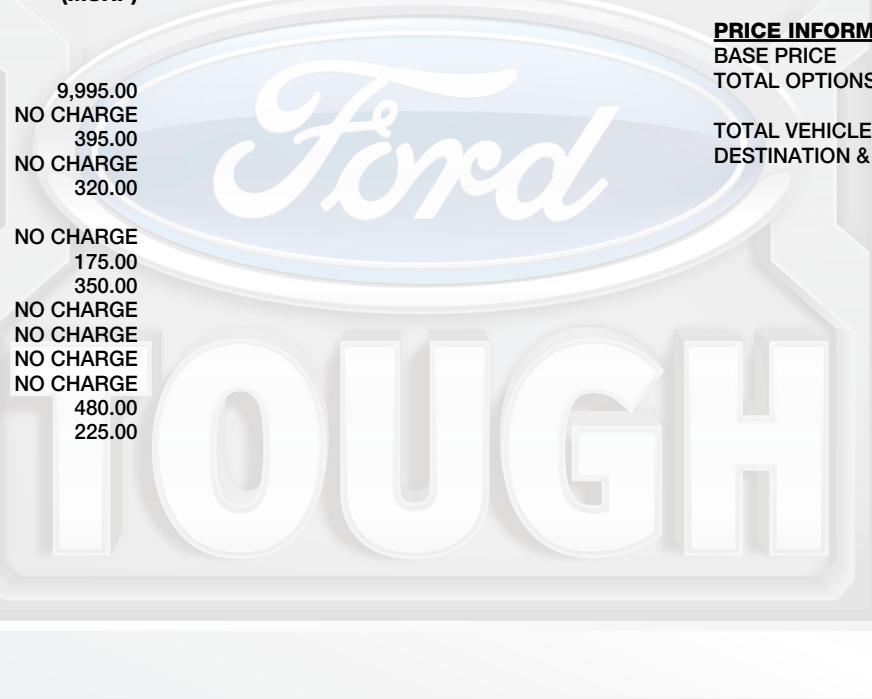 (MSRP)
9,995.00
NO CHARGE
395.00
NO CHARGE
320.00
NO CHARGE
175.00
350.00
NO CHARGE
NO CHARGE
NO CHARGE
NO CHARGE
480.00
225.00
PRICE INFORM
BASE PRICE
TOTAL OPTIONS
TOTAL VEHICLE
DESTINATION &
Ford
TOUGH